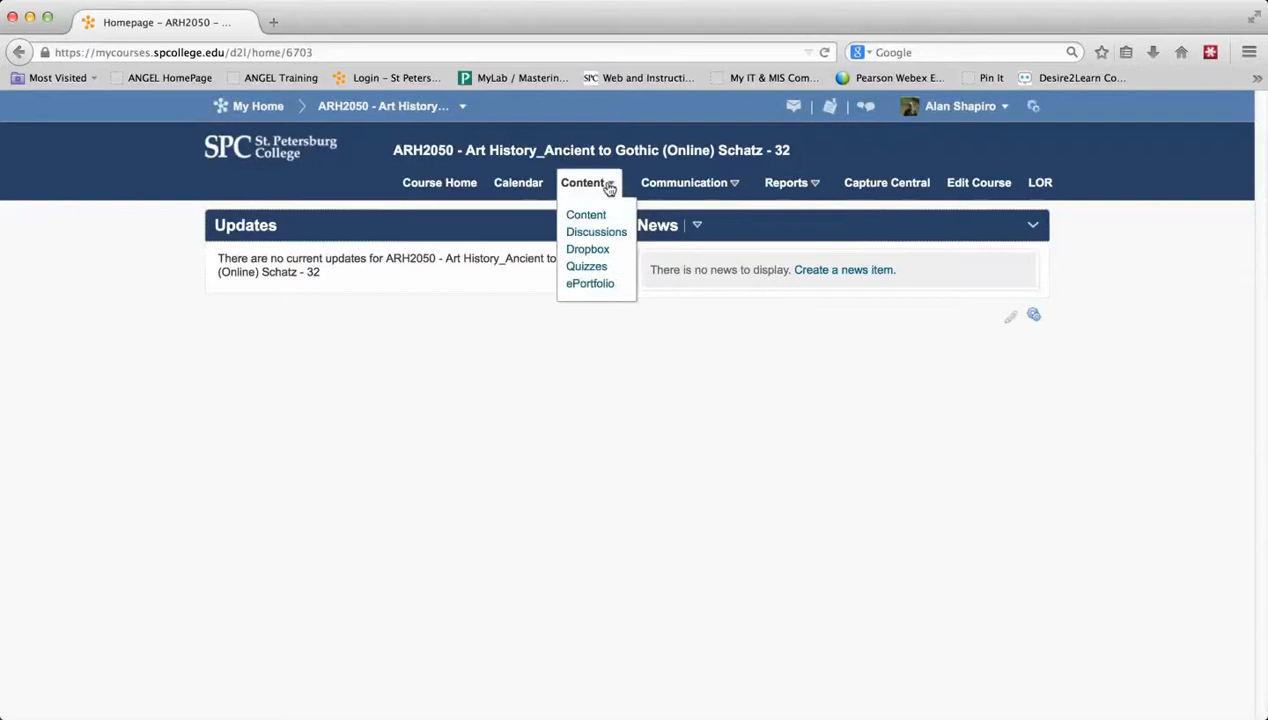 Homepage - ARH2050 - ...
https://mycourses.spcollege.edu/d2l/home/6703
Google
Most Visited
ANGEL HomePage
ANGEL Training
Login - St Peters...
MyLab / Mastering...
SPC Web and Instructi...
My IT & MIS Com...
Pearson Webex E...
Pin It
Desire2Learn Co...
My Home
ARH2050 - Art History...
Alan Shapiro
SPC St. Petersburg College
ARH2050 - Art History_Ancient to Gothic (Online) Schatz - 32
Course Home
Calendar
Content
Communication
Reports
Capture Central
Edit Course
LOR
Content
Discussions
Dropbox
Quizzes
ePortfolio
Updates
There are no current updates for ARH2050 - Art History_Ancient to
(Online) Schatz - 32
News
There is no news to display. Create a news item.